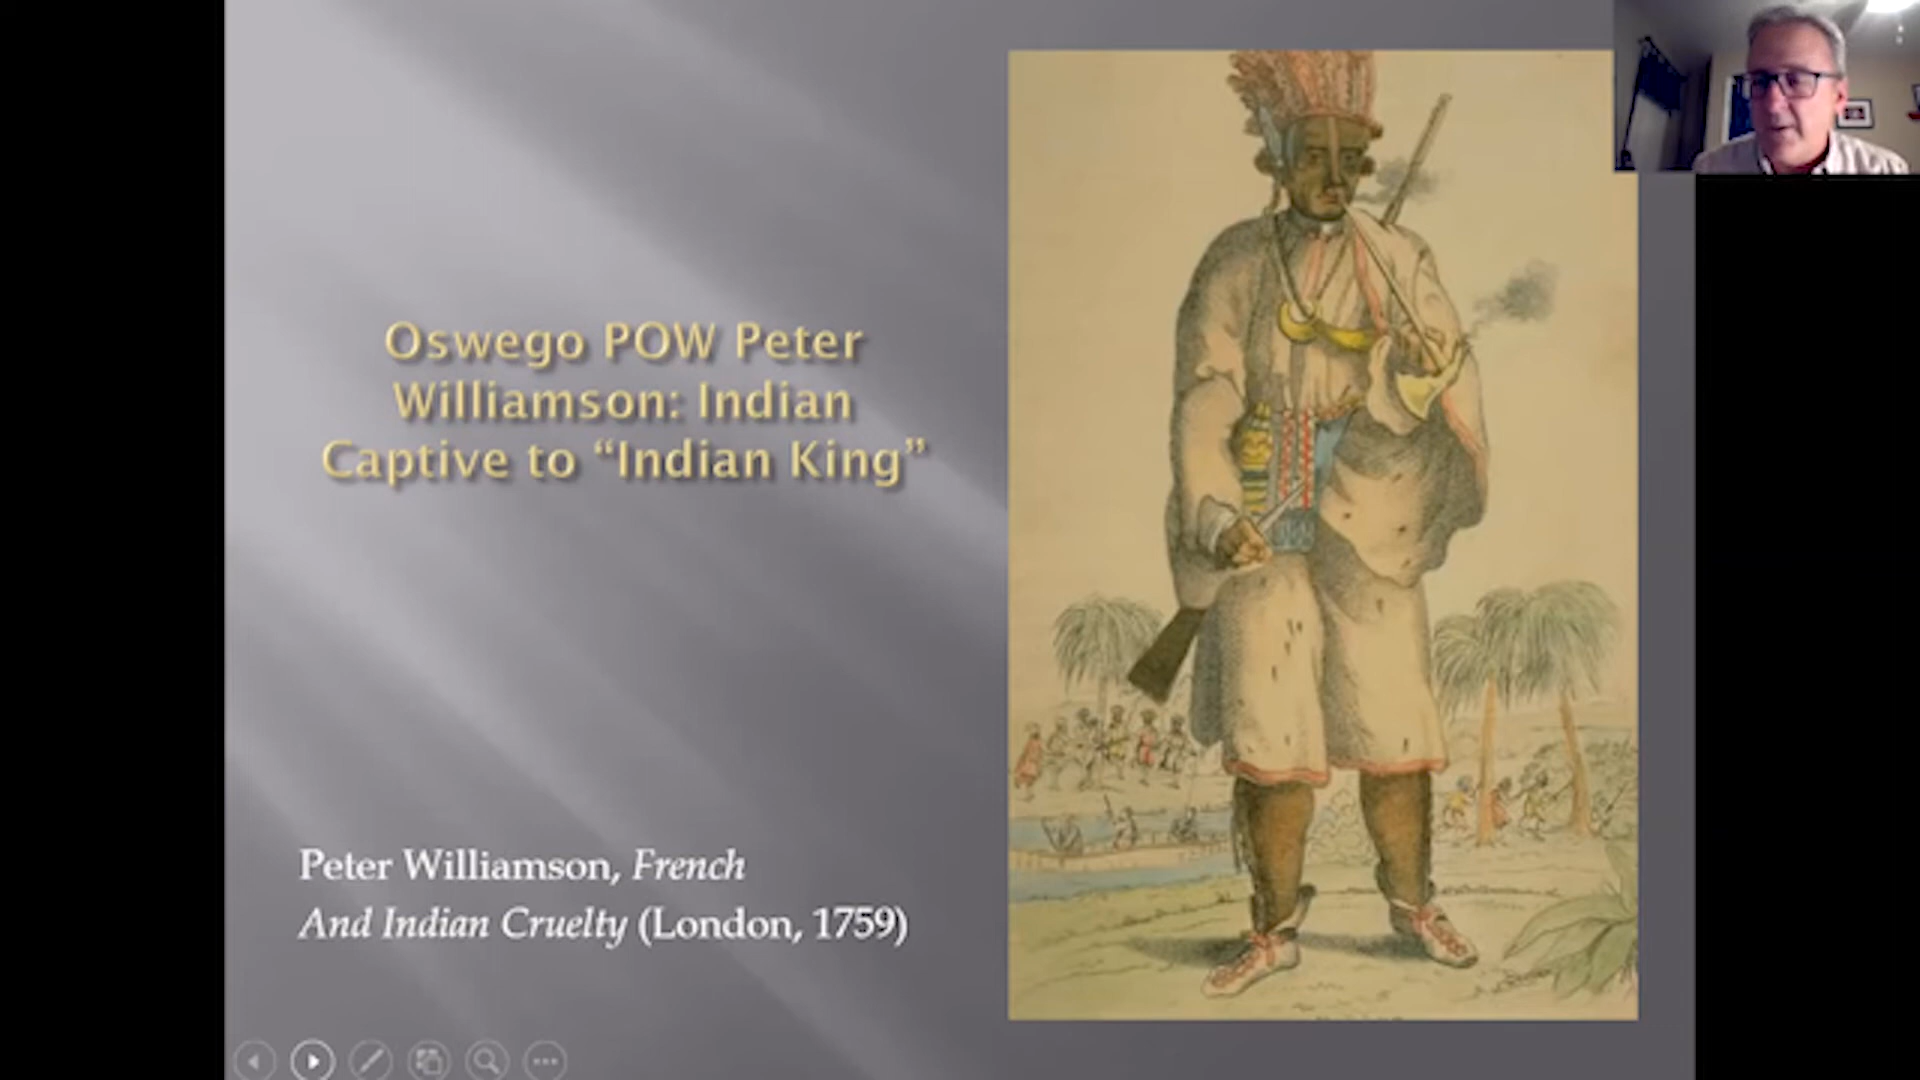 Oswego POW Peter
Williamson: Indian
Captive to “Indian King”
Peter Williamson, French
And Indian Cruelty (London, 1759)